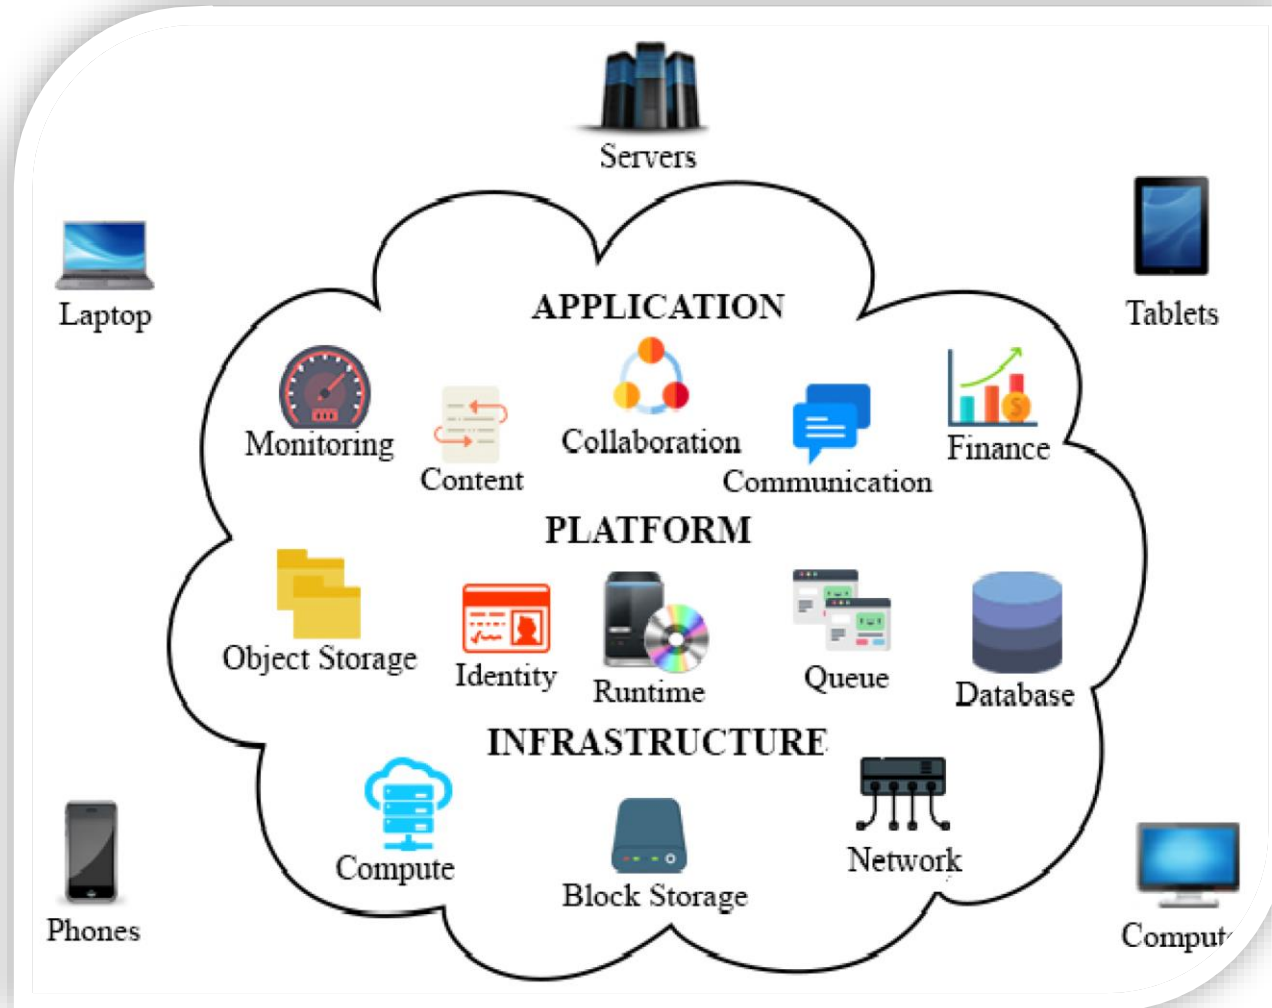 Servers
Laptop
Tablets
APPLICATION
Monitoring
Content
Collaboration
Communication
Finance
PLATFORM
Object Storage
Identity
Runtime
Queue
Database
INFRASTRUCTURE
Compute
Block Storage
Network
Phones